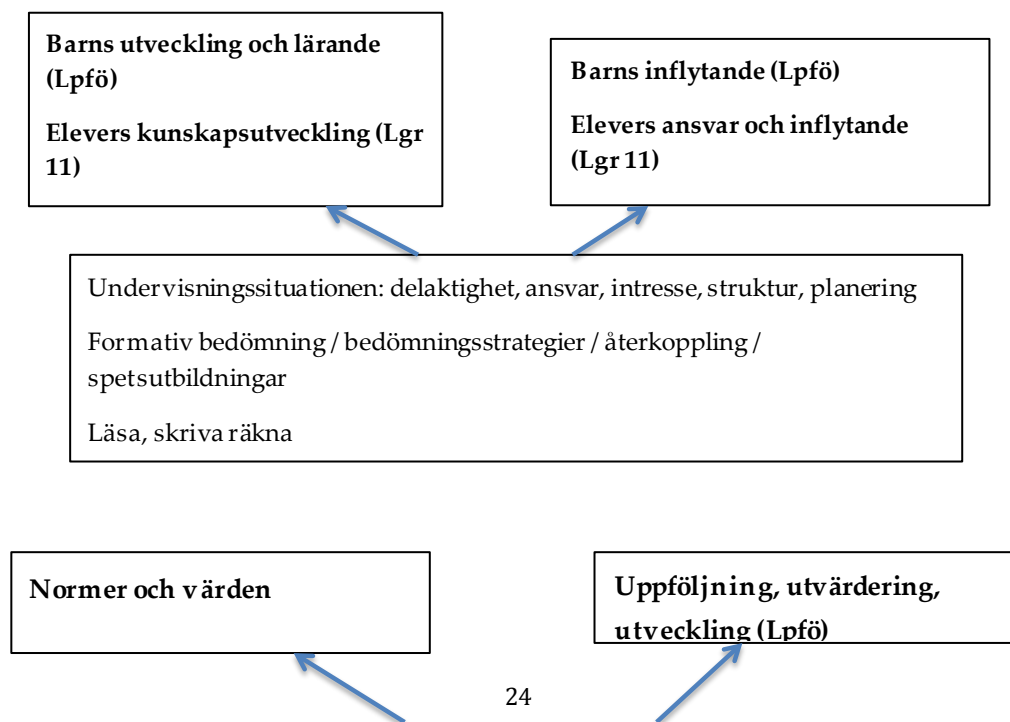 Barns utveckling och lärande
(Lpfö)
Elevers kunskapsutveckling (Lgr
11)
Barns inflytande (Lpfö)
Elevers ansvar och inflytande
(Lgr 11)
Undervisningssituationen: delaktighet, ansvar, intresse, struktur, planering
Formativ bedömning / bedömningsstrategier / återkoppling /
spetsutbildningar
Läsa, skriva räkna
Normer och värden
Uppföljning, utvärdering,
utveckling (Lpfö)
24